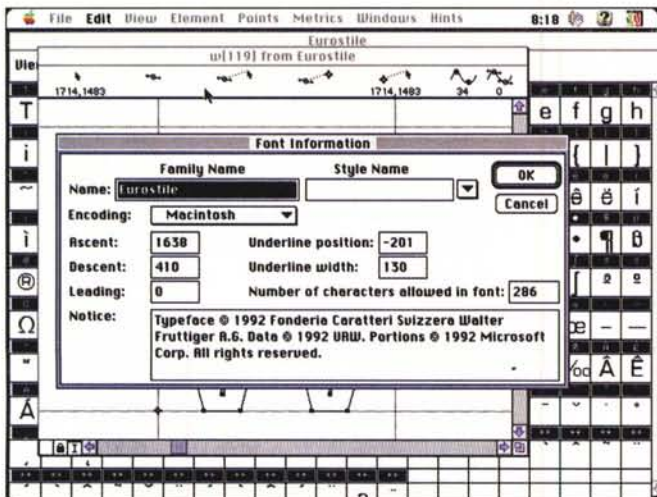 File Edit View Element Points Metrics Windows Hints 8:18
Eurostile
w[119] from Eurostile
Vie
1714,1483 1714,1483 34 0
T e f g h
Font Information
Family Name Style Name
Name: Eurostile
OK
Cancel
Encoding: Macintosh
Ascent: 1638 Underline position: -201
Descent: 410 Underline width: 130
Leading: 0 Number of characters allowed in font: 286
Notice: Typeface © 1992 Fonderia Caratteri Svizzera Walter
Fruttiger A.G. Data © 1992 URW. Portions © 1992 Microsoft
Corp. All rights reserved.
i { | }
~ ê ë í
ì • ¶ ß
® ∫ ª º
Ω œ – —
‰ Â Ê
Á